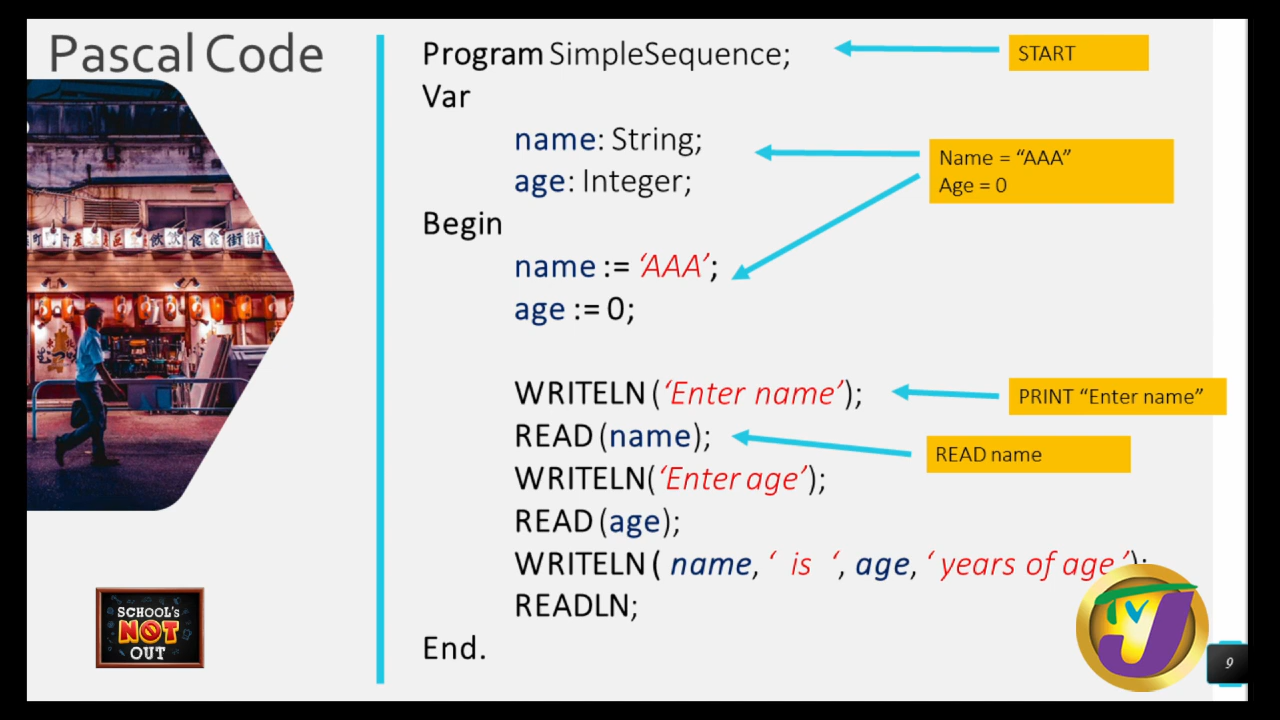 Pascal Code
Program SimpleSequence;
START
Var
name: String;
age: Integer;
Name = “AAA”
Age = 0
Begin
name := ‘AAA’;
age := 0;
WRITELN (‘Enter name’);
PRINT “Enter name”
READ (name);
READ name
WRITELN(‘Enter age’);
READ (age);
WRITELN ( name, ‘ is ‘, age, ‘ years of age.’);
READLN;
End.
SCHOOL's
NOT
OUT
TVJ
9